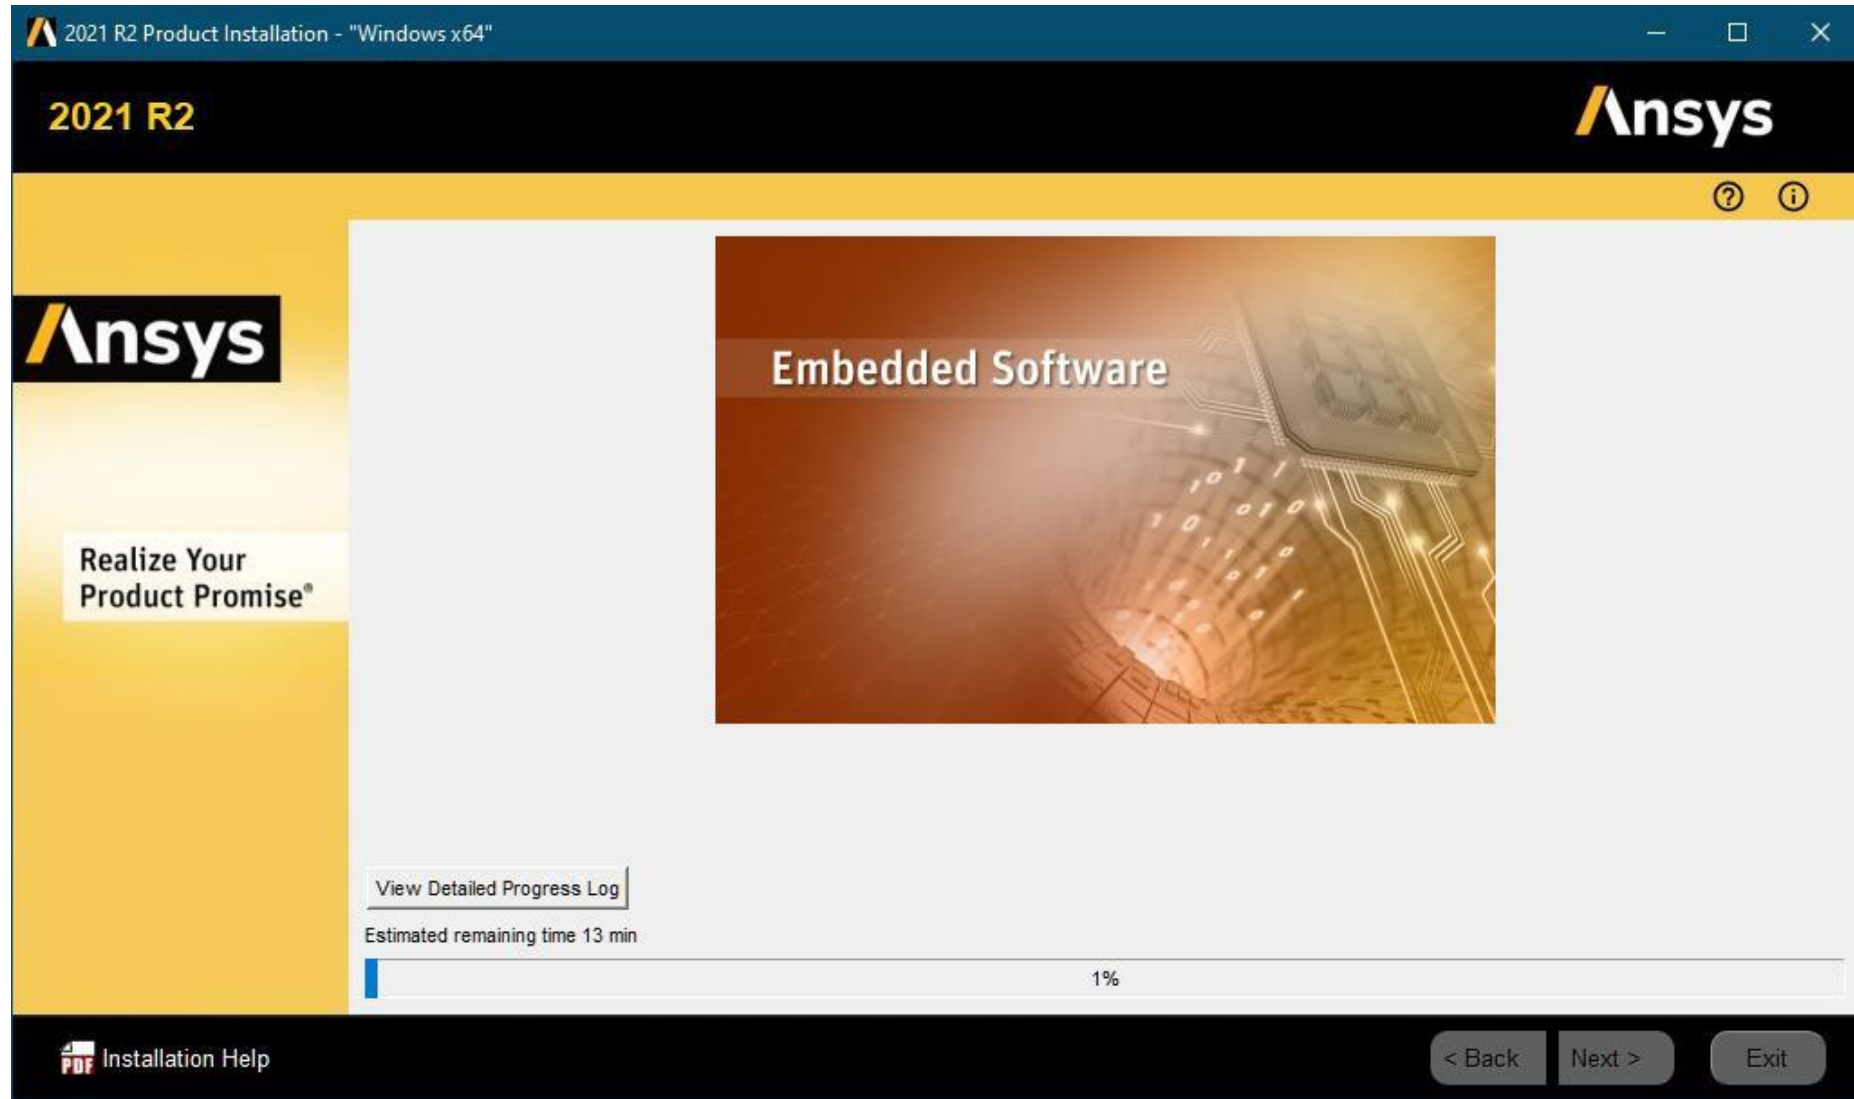 2021 R2 Product Installation - "Windows x64"
2021 R2
Ansys
Ansys
Embedded Software
Realize Your
Product Promise®
View Detailed Progress Log
Estimated remaining time 13 min
1%
PDF Installation Help
< Back
Next >
Exit